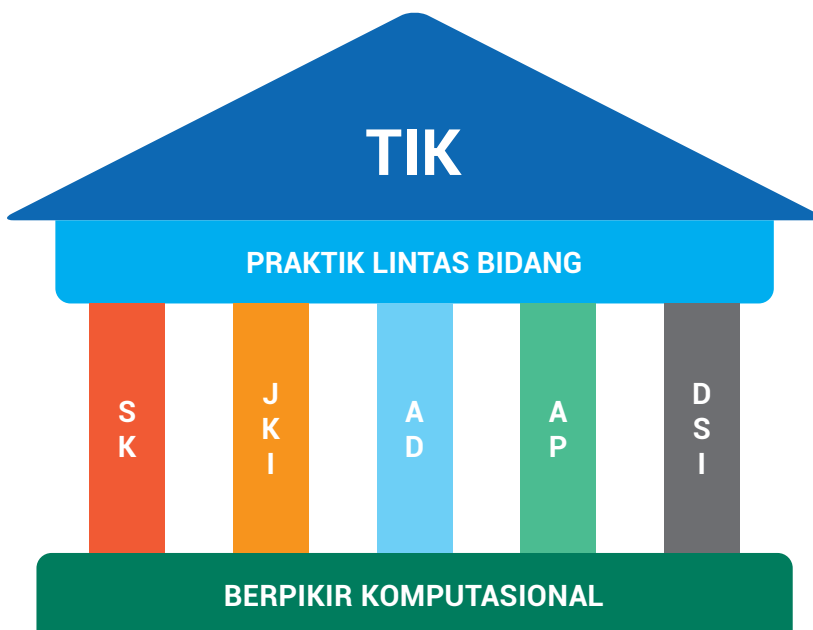 TIK
PRAKTIK LINTAS BIDANG
S
K
J
K
I
A
D
A
P
D
S
I
BERPIKIR KOMPUTASIONAL